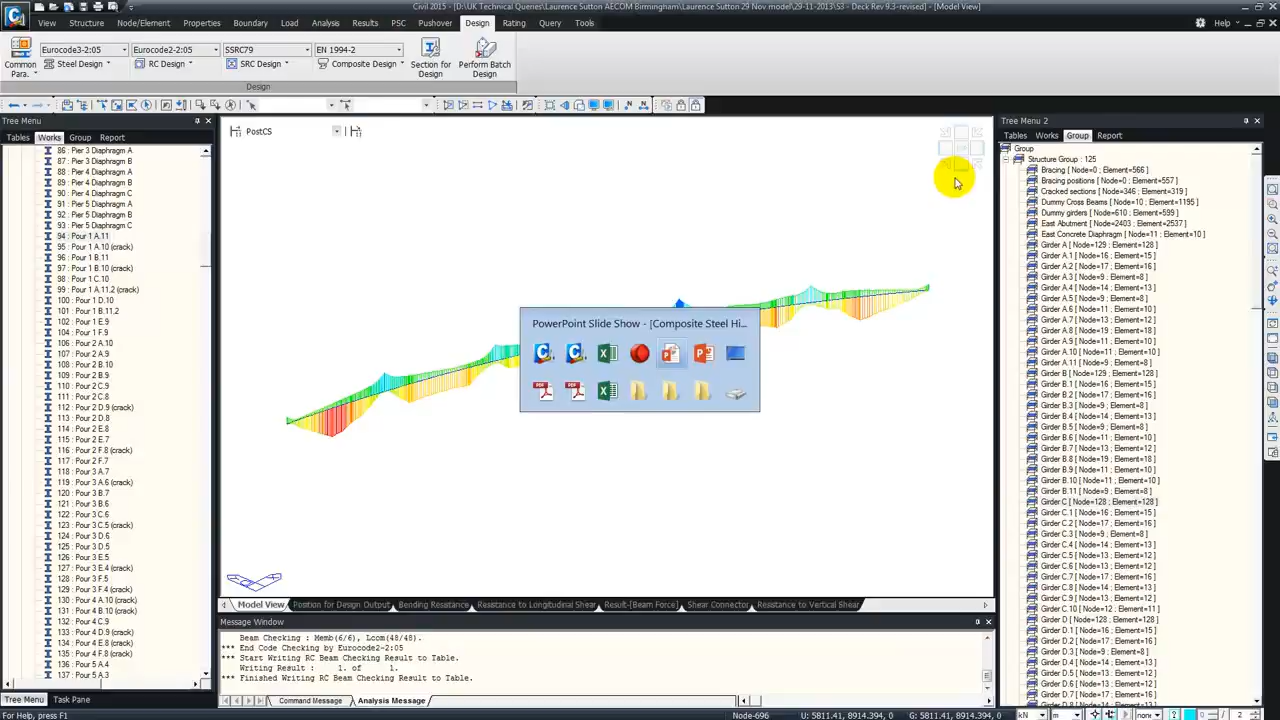 Civil 2015 - [D:\UK Technical Queries\Laurence Sutton AECOM Birmingham\Laurence Sutton 29 Nov model\29-11-2013\S3 - Deck Rev 9.3-revised] - [Model View]
View Structure Node/Element Properties Boundary Load Analysis Results PSC Pushover Design Rating Query Tools
Help
Eurocode3-2:05 Eurocode2-2:05 SSRC79 EN 1994-2
Common Para. Steel Design RC Design SRC Design Composite Design Section for Design Perform Batch Design
Design
Tree Menu
Tables Works Group Report
86 : Pier 3 Diaphragm A
87 : Pier 3 Diaphragm B
88 : Pier 4 Diaphragm A
89 : Pier 4 Diaphragm B
90 : Pier 4 Diaphragm C
91 : Pier 5 Diaphragm A
92 : Pier 5 Diaphragm B
93 : Pier 5 Diaphragm C
94 : Pour 1 A.11
95 : Pour 1 A.10 (crack)
96 : Pour 1 B.11
97 : Pour 1 B.10 (crack)
98 : Pour 1 C.10
99 : Pour 1 A.11.2 (crack)
100 : Pour 1 D.10
101 : Pour 1 B.11.2
102 : Pour 1 E.9
104 : Pour 1 F.9
106 : Pour 2 A.10
107 : Pour 2 A.9
108 : Pour 2 B.10
109 : Pour 2 B.9
110 : Pour 2 C.9
111 : Pour 2 C.8
112 : Pour 2 D.9 (crack)
113 : Pour 2 D.8
114 : Pour 2 E.8
115 : Pour 2 E.7
116 : Pour 2 F.8 (crack)
117 : Pour 2 F.7
118 : Pour 3 A.7
119 : Pour 3 A.6 (crack)
120 : Pour 3 B.7
121 : Pour 3 B.6
122 : Pour 3 C.6
123 : Pour 3 C.5 (crack)
124 : Pour 3 D.6
125 : Pour 3 D.5
126 : Pour 3 E.5
127 : Pour 3 E.4 (crack)
128 : Pour 3 F.5
129 : Pour 3 F.4 (crack)
130 : Pour 4 A.10 (crack)
131 : Pour 4 B.10 (crack)
132 : Pour 4 C.9
133 : Pour 4 D.9 (crack)
134 : Pour 4 E.8 (crack)
135 : Pour 4 F.8 (crack)
136 : Pour 5 A.4
137 : Pour 5 A.3
Tree Menu Task Pane
PostCS
PowerPoint Slide Show - [Composite Steel Hi...
Model View Position for Design Output Bending Resistance Resistance to Longitudinal Shear Result-[Beam Force] Shear Connector Resistance to Vertical Shear
Message Window
Beam Checking : Memb(6/6), Lcom(48/48).
*** End Code Checking by Eurocode2-2:05
*** Start Writing RC Beam Checking Result to Table.
Writing Result : 1. of 1.
*** Finished Writing RC Beam Checking Result to Table.
Command Message Analysis Message
Tree Menu 2
Tables Works Group Report
Group
Structure Group : 125
Bracing [ Node=0 ; Element=566 ]
Bracing positions [ Node=0 ; Element=557 ]
Cracked sections [ Node=346 ; Element=319 ]
Dummy Cross Beams [ Node=10 ; Element=1195 ]
Dummy girders [ Node=610 ; Element=599 ]
East Abutment [ Node=2403 ; Element=2537 ]
East Concrete Diaphragm [ Node=11 ; Element=10 ]
Girder A [ Node=129 ; Element=128 ]
Girder A.1 [ Node=16 ; Element=15 ]
Girder A.2 [ Node=17 ; Element=16 ]
Girder A.3 [ Node=9 ; Element=8 ]
Girder A.4 [ Node=14 ; Element=13 ]
Girder A.5 [ Node=9 ; Element=8 ]
Girder A.6 [ Node=11 ; Element=10 ]
Girder A.7 [ Node=13 ; Element=12 ]
Girder A.8 [ Node=19 ; Element=18 ]
Girder A.9 [ Node=11 ; Element=10 ]
Girder A.10 [ Node=11 ; Element=10 ]
Girder A.11 [ Node=9 ; Element=8 ]
Girder B [ Node=129 ; Element=128 ]
Girder B.1 [ Node=16 ; Element=15 ]
Girder B.2 [ Node=17 ; Element=16 ]
Girder B.3 [ Node=9 ; Element=8 ]
Girder B.4 [ Node=14 ; Element=13 ]
Girder B.5 [ Node=9 ; Element=8 ]
Girder B.6 [ Node=11 ; Element=10 ]
Girder B.7 [ Node=13 ; Element=12 ]
Girder B.8 [ Node=19 ; Element=18 ]
Girder B.9 [ Node=11 ; Element=10 ]
Girder B.10 [ Node=11 ; Element=10 ]
Girder B.11 [ Node=9 ; Element=8 ]
Girder C [ Node=128 ; Element=128 ]
Girder C.1 [ Node=16 ; Element=15 ]
Girder C.2 [ Node=17 ; Element=16 ]
Girder C.3 [ Node=9 ; Element=8 ]
Girder C.4 [ Node=14 ; Element=13 ]
Girder C.5 [ Node=13 ; Element=12 ]
Girder C.6 [ Node=13 ; Element=12 ]
Girder C.7 [ Node=17 ; Element=16 ]
Girder C.8 [ Node=14 ; Element=13 ]
Girder C.9 [ Node=11 ; Element=10 ]
Girder C.10 [ Node=12 ; Element=11 ]
Girder D [ Node=128 ; Element=128 ]
Girder D.1 [ Node=16 ; Element=15 ]
Girder D.2 [ Node=17 ; Element=16 ]
Girder D.3 [ Node=9 ; Element=8 ]
Girder D.4 [ Node=14 ; Element=13 ]
Girder D.5 [ Node=13 ; Element=12 ]
Girder D.6 [ Node=13 ; Element=12 ]
Girder D.7 [ Node=17 ; Element=16 ]
For Help, press F1
Node-696 U: 5811.41, 8914.394, 0 G: 5811.41, 8914.394, 0 kN m none ? 2